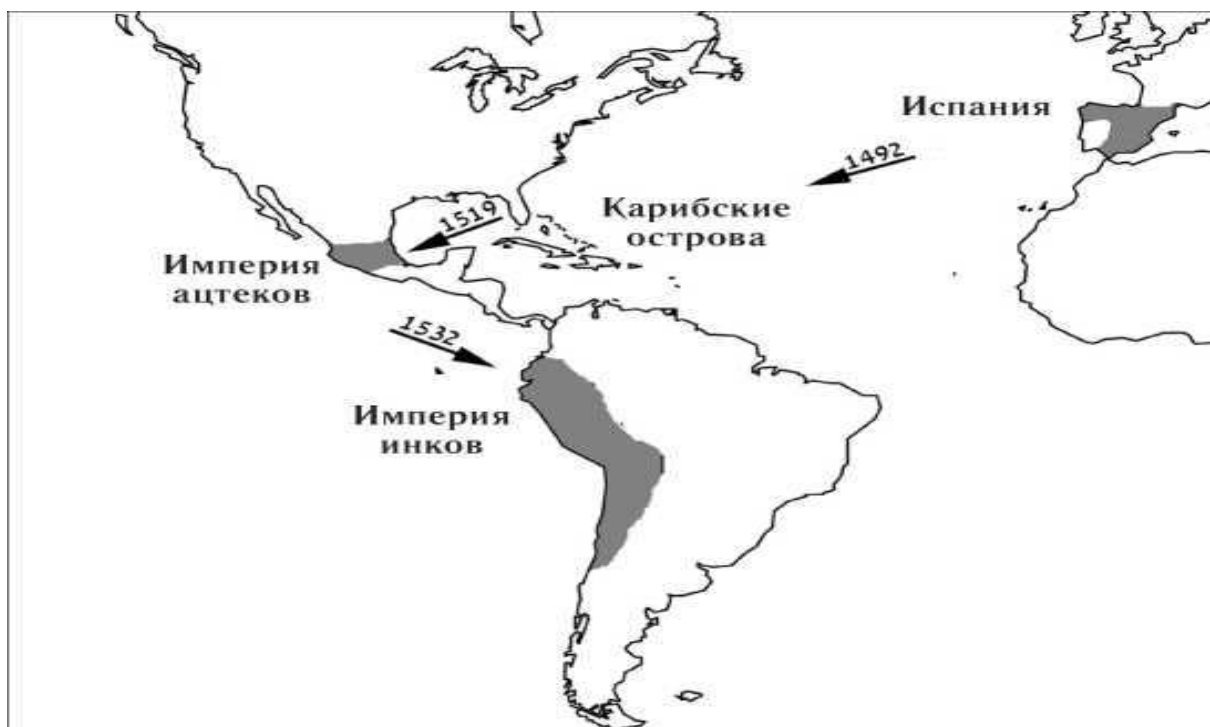 Испания
1492
Карибские
острова
1519
Империя
ацтеков
1532
Империя
инков